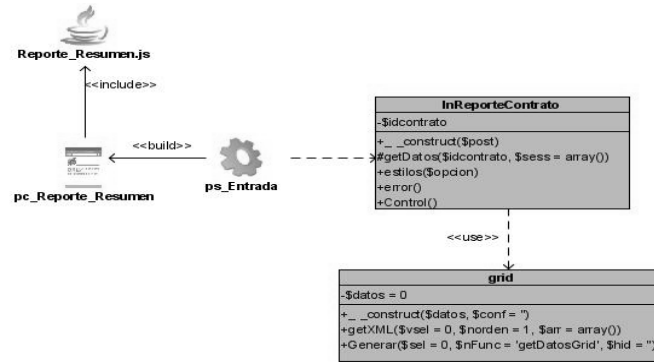 Reporte_Resumen.js
<<include>>
<<build>>
pc_Reporte_Resumen
ps_Entrada
InReporteContrato
-$idcontrato
+_ _construct($post)
#getDatos($idcontrato, $sess = array())
+estilos($opcion)
+error()
+Control()
<<use>>
grid
-$datos = 0
+_ _construct($datos, $conf = '')
+getXML($vsel = 0, $norden = 1, $arr = array())
+Generar($sel = 0, $nFunc = 'getDatosGrid', $hid = '')